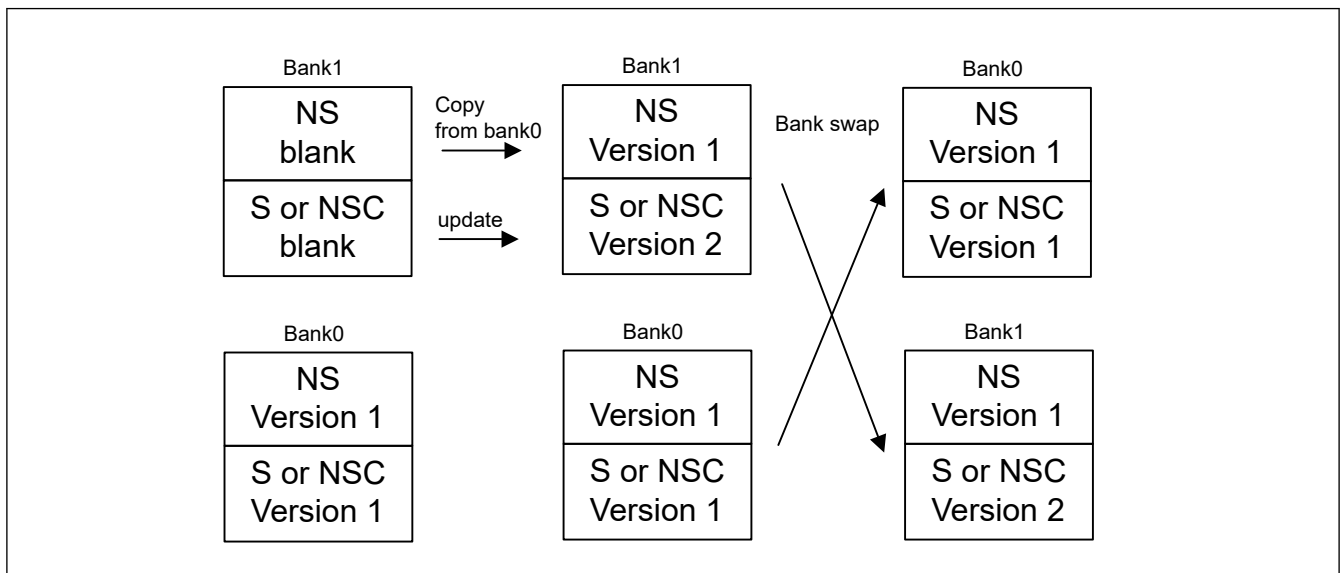 Bank1
NS
blank
S or NSC
blank
Copy
from bank0
update
Bank1
NS
Version 1
S or NSC
Version 2
Bank swap
Bank0
NS
Version 1
S or NSC
Version 1
Bank0
NS
Version 1
S or NSC
Version 1
Bank0
NS
Version 1
S or NSC
Version 1
Bank1
NS
Version 1
S or NSC
Version 2